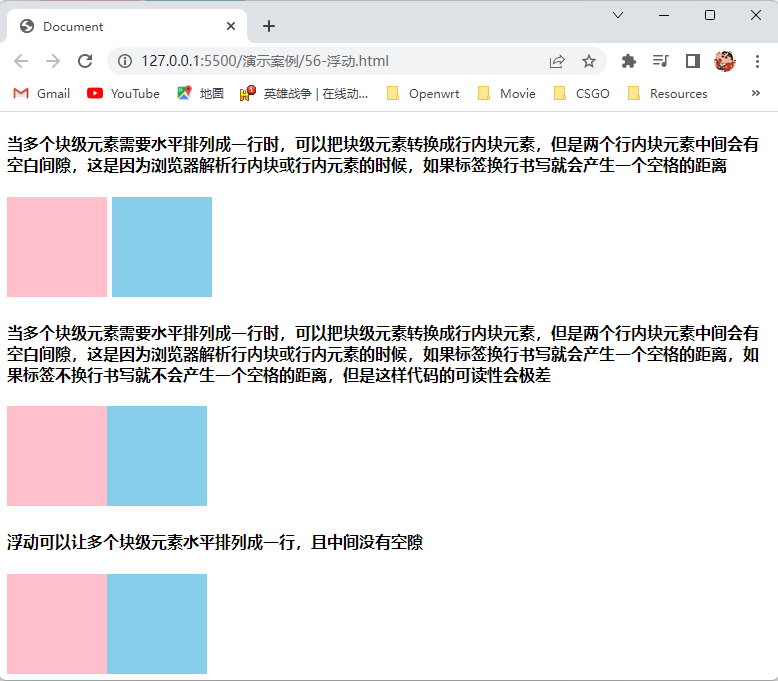 Document
127.0.0.1:5500/演示案例/56-浮动.html
Gmail YouTube 地图 英雄战争 | 在线动... Openwrt Movie CSGO Resources »
当多个块级元素需要水平排列成一行时，可以把块级元素转换成行内块元素，但是两个行内块元素中间会有
空白间隙，这是因为浏览器解析行内块或行内元素的时候，如果标签换行书写就会产生一个空格的距离
当多个块级元素需要水平排列成一行时，可以把块级元素转换成行内块元素，但是两个行内块元素中间会有
空白间隙，这是因为浏览器解析行内块或行内元素的时候，如果标签换行书写就会产生一个空格的距离，如
果标签不换行书写就不会产生一个空格的距离，但是这样代码的可读性会极差
浮动可以让多个块级元素水平排列成一行，且中间没有空隙